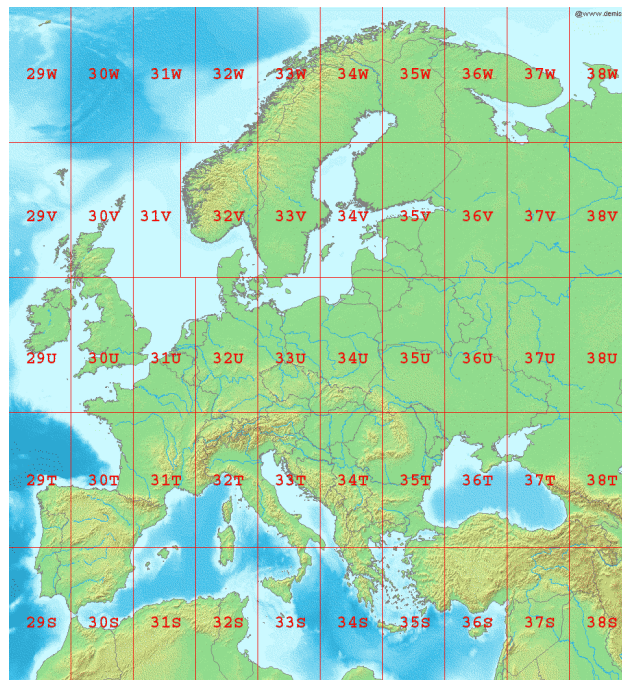 @www.demis
29W 30W 31W 32W 33W 34W 35W 36W 37W 38W
29V 30V 31V 32V 33V 34V 35V 36V 37V 38V
29U 30U 31U 32U 33U 34U 35U 36U 37U 38U
29T 30T 31T 32T 33T 34T 35T 36T 37T 38T
29S 30S 31S 32S 33S 34S 35S 36S 37S 38S